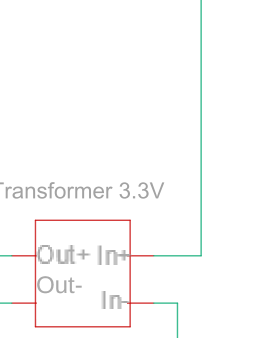 Transformer 3.3V
Out+ In+
Out-
In-